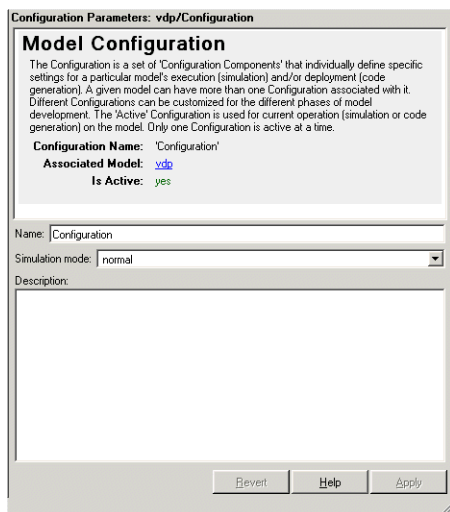 Configuration Parameters: vdp/Configuration
Model Configuration
The Configuration is a set of 'Configuration Components' that individually define specific
settings for a particular model's execution (simulation) and/or deployment (code
generation). A given model can have more than one Configuration associated with it.
Different Configurations can be customized for the different phases of model
development. The 'Active' Configuration is used for current operation (simulation or code
generation) on the model. Only one Configuration is active at a time.
Configuration Name: 'Configuration'
Associated Model: vdp
Is Active: yes
Name: Configuration
Simulation mode: normal
Description:
Revert Help Apply